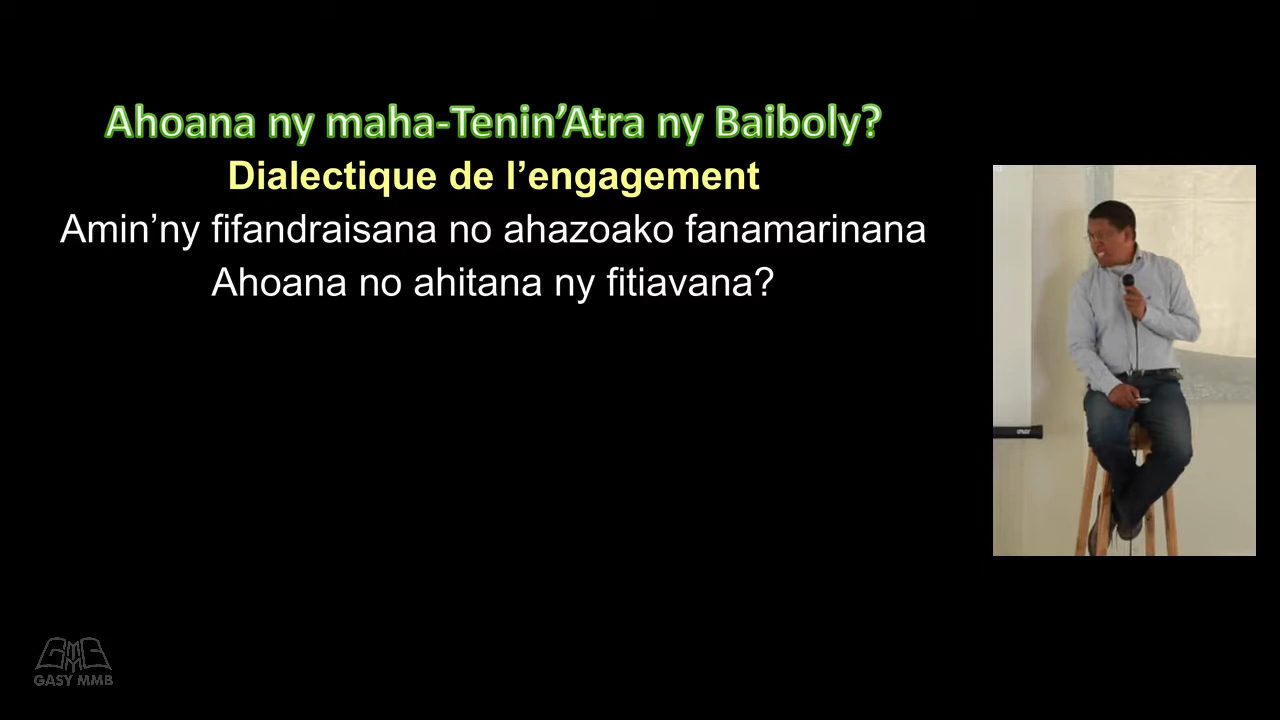 Ahoana ny maha-Tenin’Atra ny Baiboly?
Dialectique de l’engagement
Amin’ny fifandraisana no ahazoako fanamarinana
Ahoana no ahitana ny fitiavana?
GASY MMB